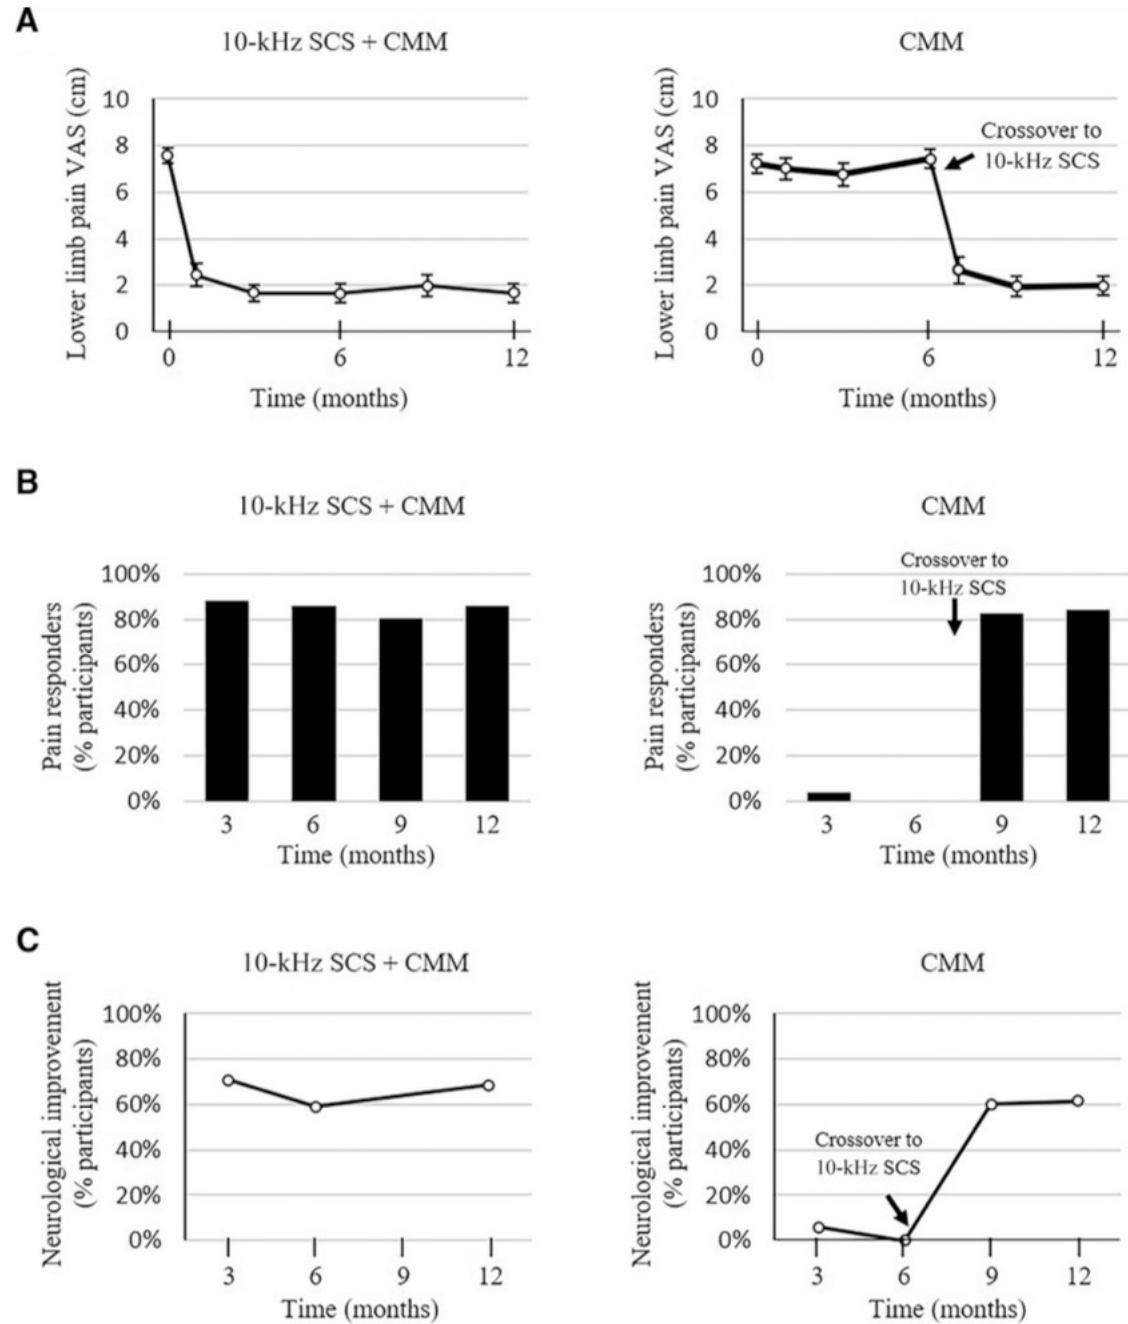 A
10-kHz SCS + CMM
Lower limb pain VAS (cm)
10
8
6
4
2
0
0 6 12
Time (months)
CMM
Lower limb pain VAS (cm)
10
8
6
4
2
0
Crossover to
10-kHz SCS
0 6 12
Time (months)
B
10-kHz SCS + CMM
Pain responders
(% participants)
100%
80%
60%
40%
20%
0%
3 6 9 12
Time (months)
CMM
Pain responders
(% participants)
100%
80%
60%
40%
20%
0%
Crossover to
10-kHz SCS
3 6 9 12
Time (months)
C
10-kHz SCS + CMM
Neurological improvement
(% participants)
100%
80%
60%
40%
20%
0%
3 6 9 12
Time (months)
CMM
Neurological improvement
(% participants)
100%
80%
60%
40%
20%
0%
Crossover to
10-kHz SCS
3 6 9 12
Time (months)